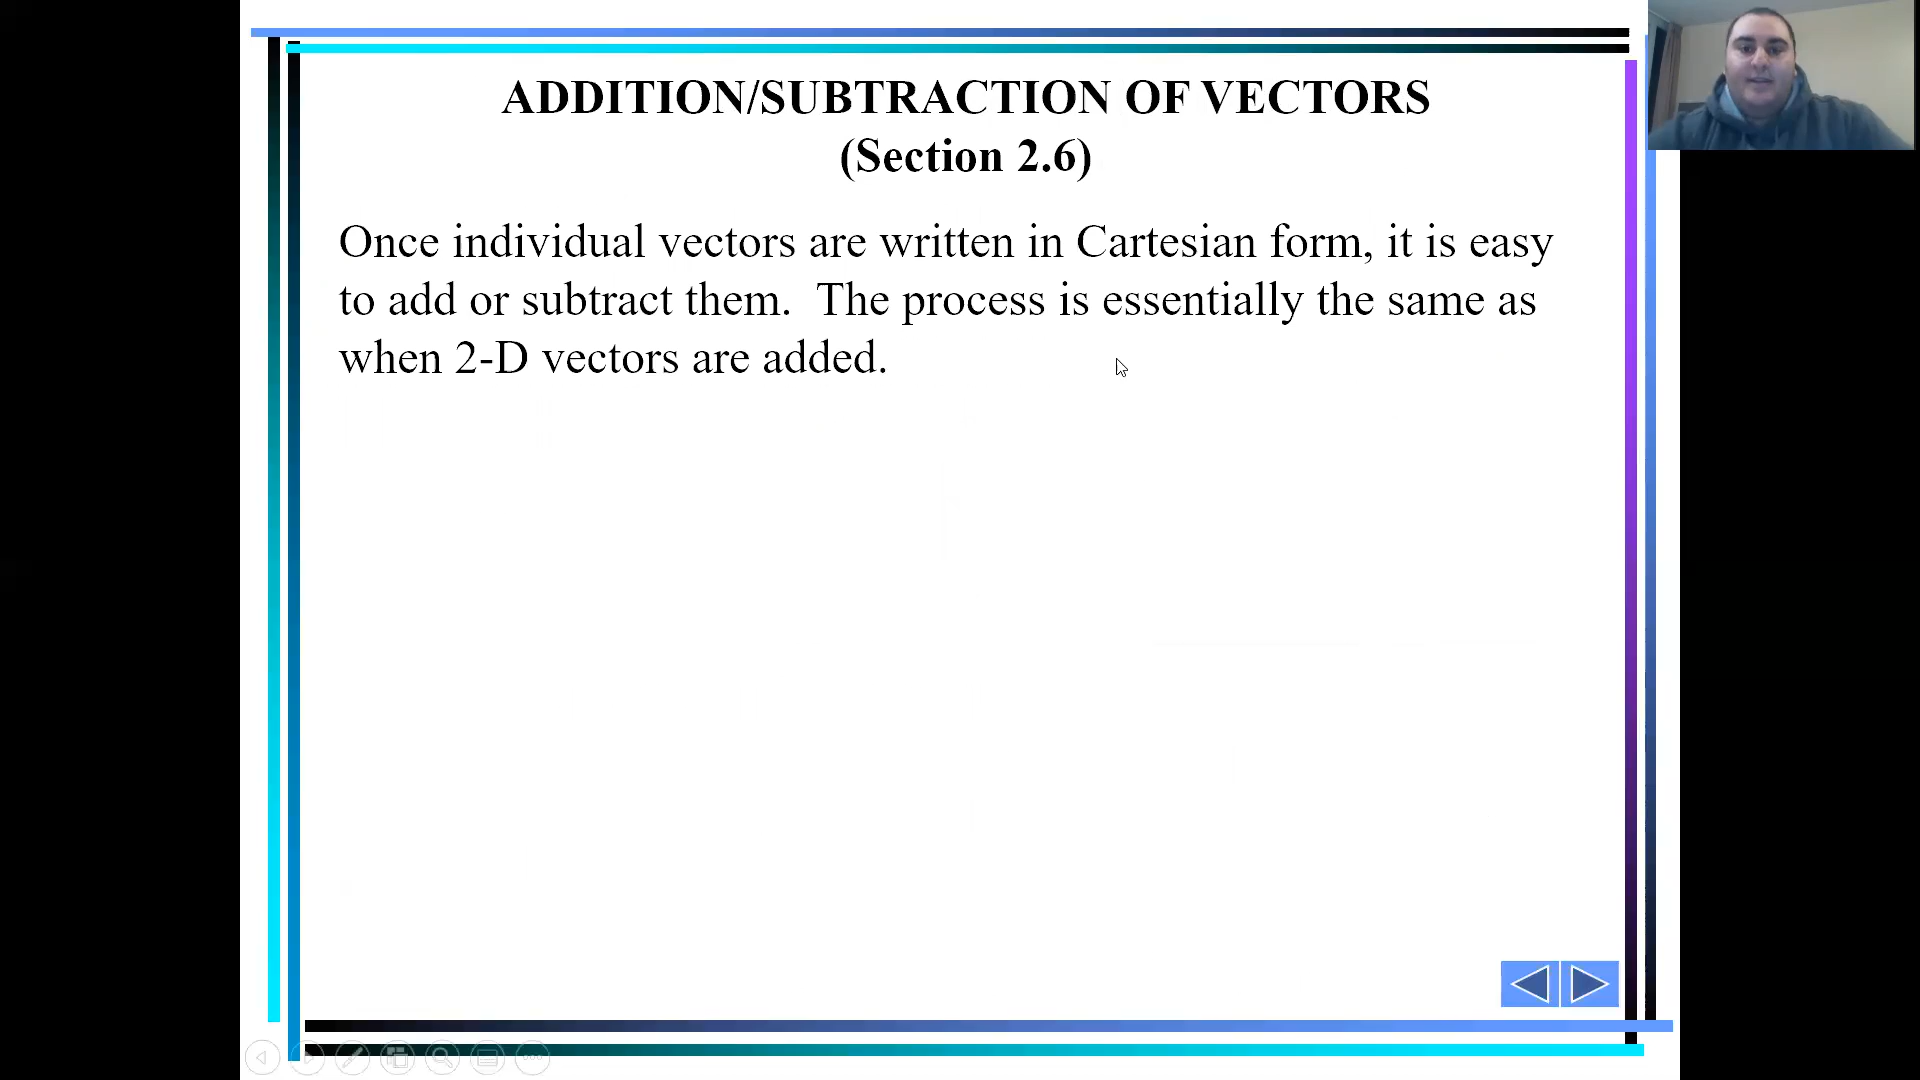 ADDITION/SUBTRACTION OF VECTORS
(Section 2.6)
Once individual vectors are written in Cartesian form, it is easy
to add or subtract them.  The process is essentially the same as
when 2-D vectors are added.